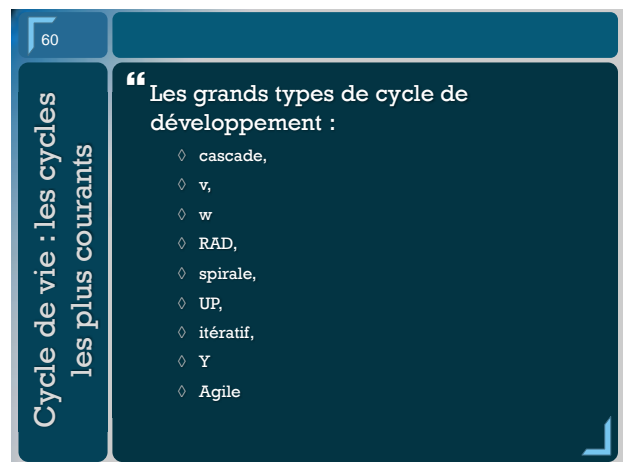 60
Cycle de vie : les cycles
les plus courants
“ Les grands types de cycle de
développement :
◊ cascade,
◊ v,
◊ w
◊ RAD,
◊ spirale,
◊ UP,
◊ itératif,
◊ Y
◊ Agile